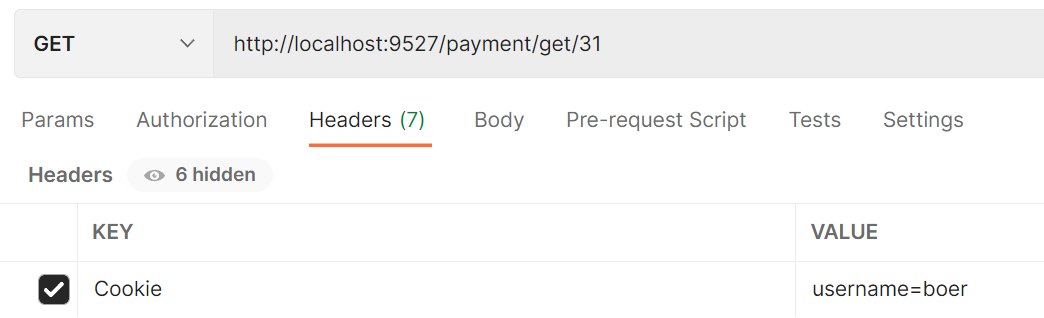 GET http://localhost:9527/payment/get/31
Params Authorization Headers (7) Body Pre-request Script Tests Settings
Headers 6 hidden
KEY VALUE
Cookie username=boer